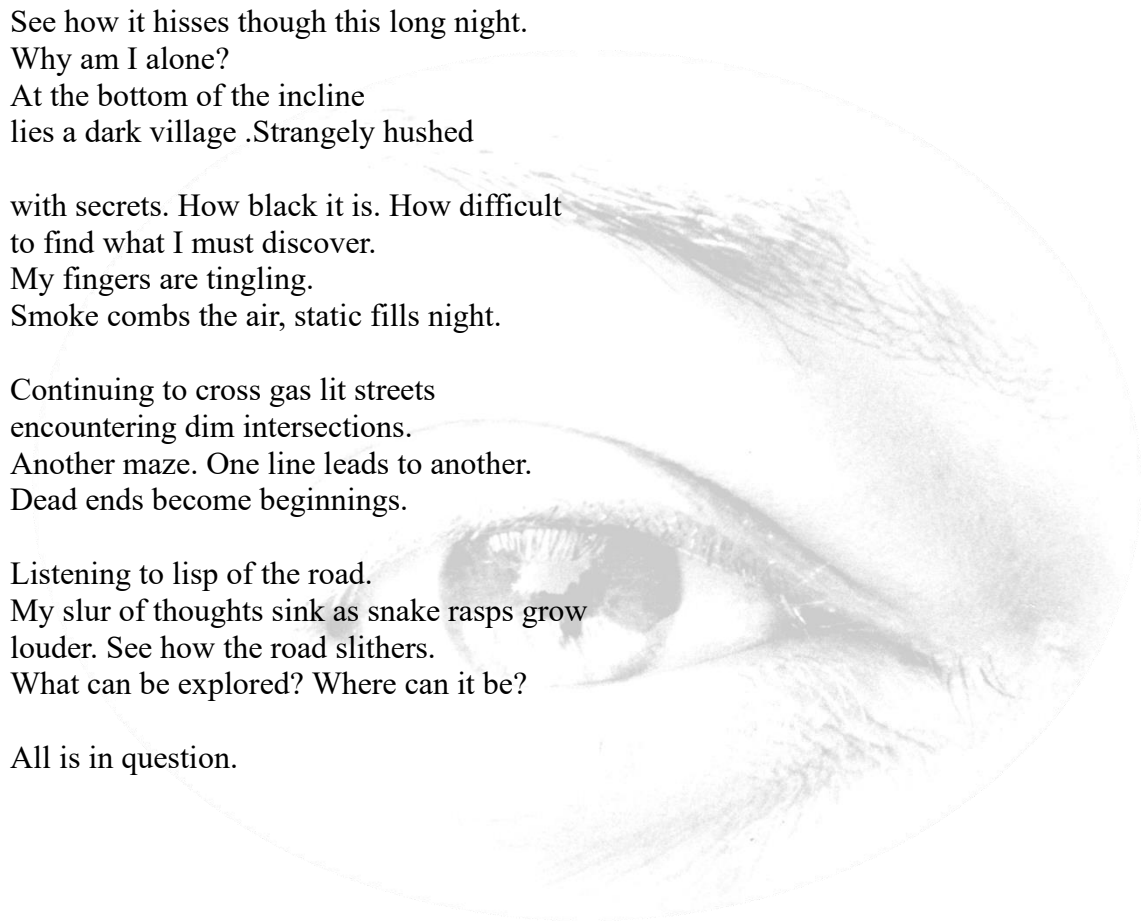 See how it hisses though this long night.
Why am I alone?
At the bottom of the incline
lies a dark village .Strangely hushed
with secrets. How black it is. How difficult
to find what I must discover.
My fingers are tingling.
Smoke combs the air, static fills night.
Continuing to cross gas lit streets
encountering dim intersections.
Another maze. One line leads to another.
Dead ends become beginnings.
Listening to lisp of the road.
My slur of thoughts sink as snake rasps grow
louder. See how the road slithers.
What can be explored? Where can it be?
All is in question.